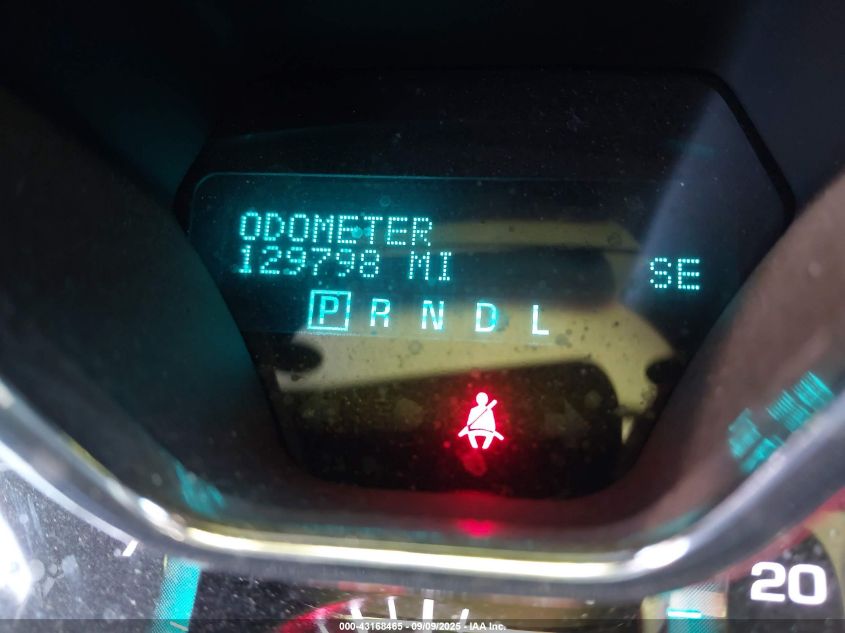 ODOMETER
129798 MI SE
P R N D L
20
000-43168465 - 09/09/2025 - IAA Inc.